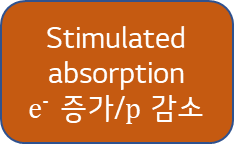 Stimulated
absorption
e⁻ 증가/p 감소